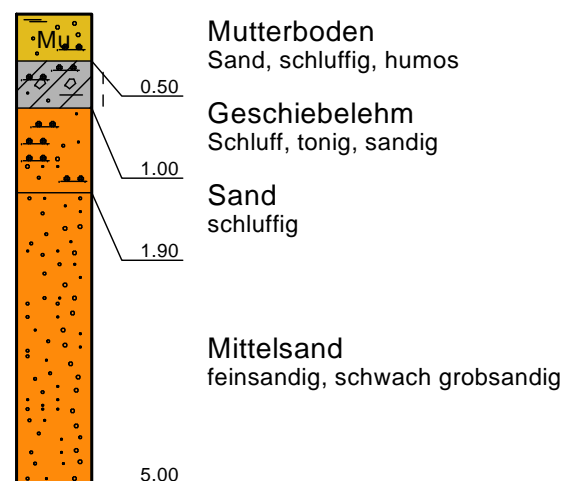 Mu
Mutterboden
Sand, schluffig, humos
0.50
Geschiebelehm
Schluff, tonig, sandig
1.00
Sand
schluffig
1.90
Mittelsand
feinsandig, schwach grobsandig
5.00